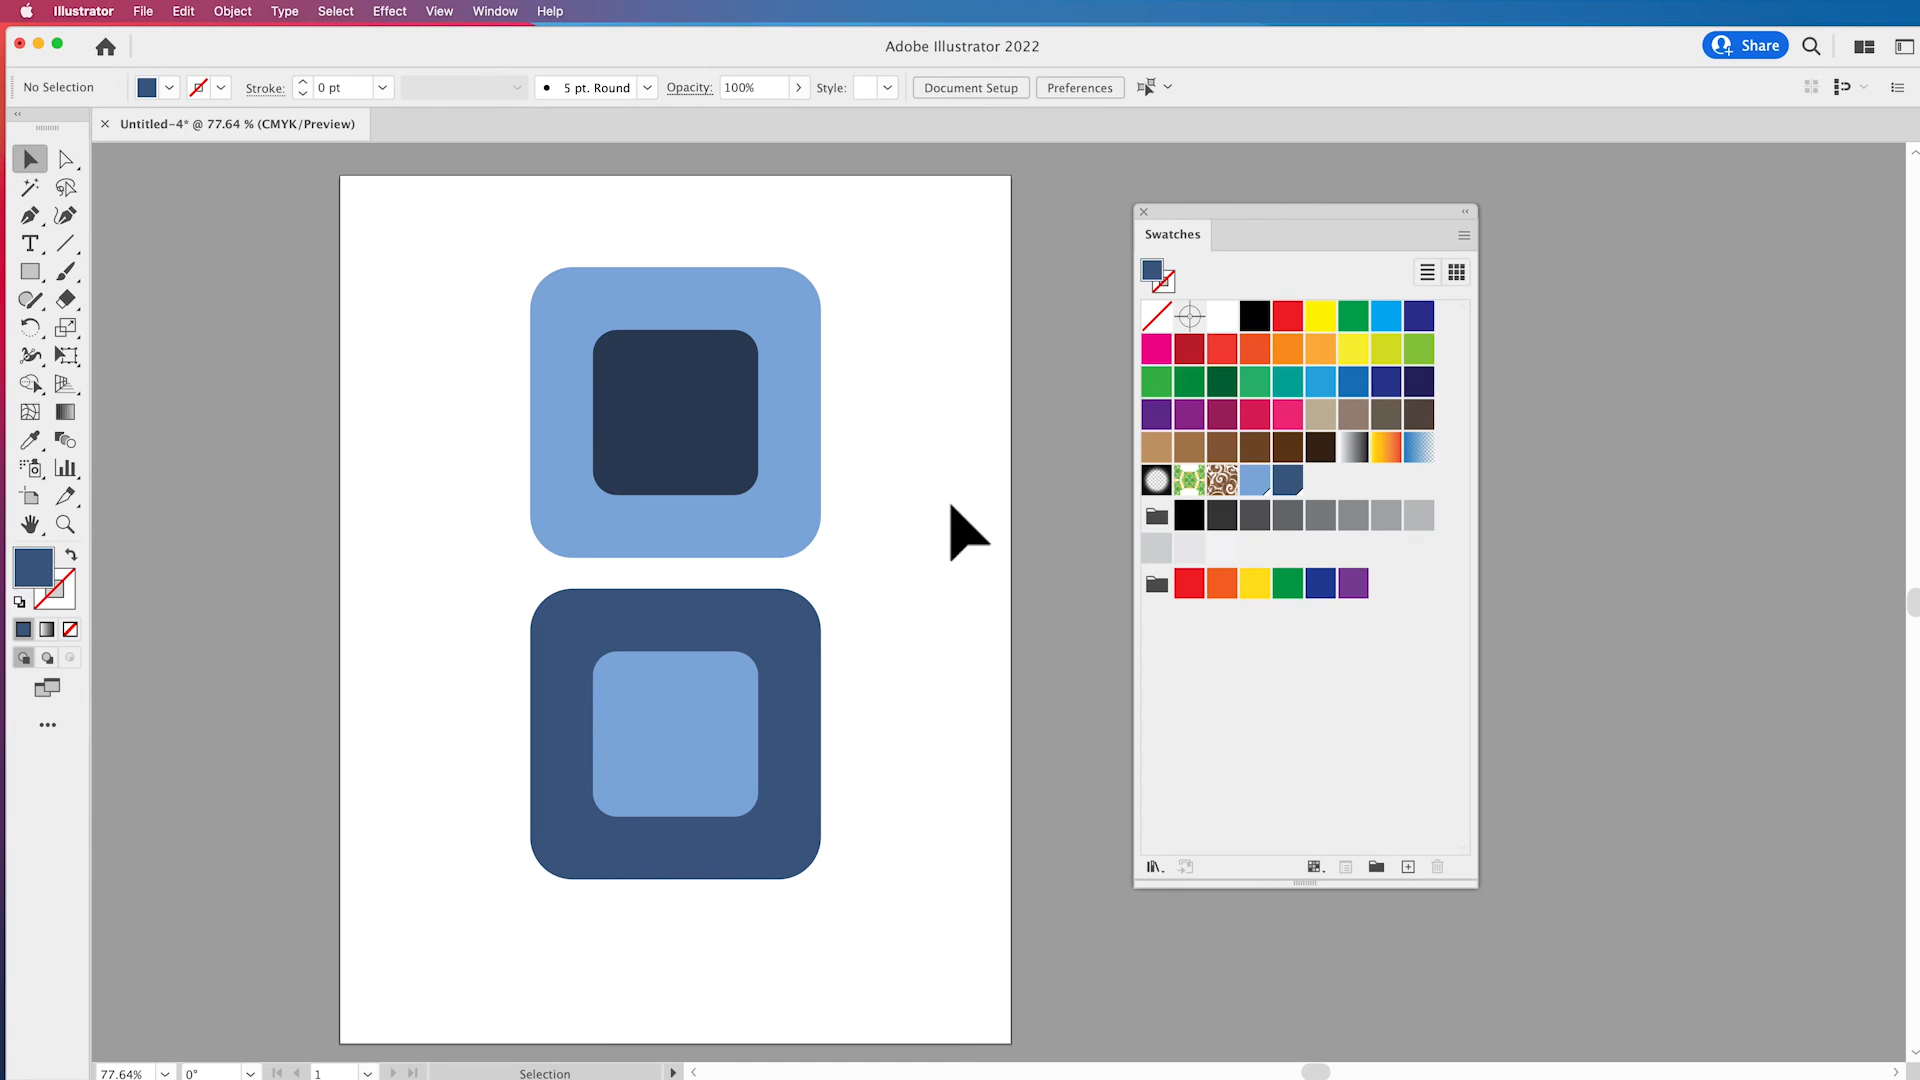 Illustrator File Edit Object Type Select Effect View Window Help
Adobe Illustrator 2022
Share
No Selection
Stroke:
0 pt
5 pt. Round
Opacity:
100%
Style:
Document Setup
Preferences
Untitled-4* @ 77.64 % (CMYK/Preview)
Swatches
77.64%
0°
1
Selection